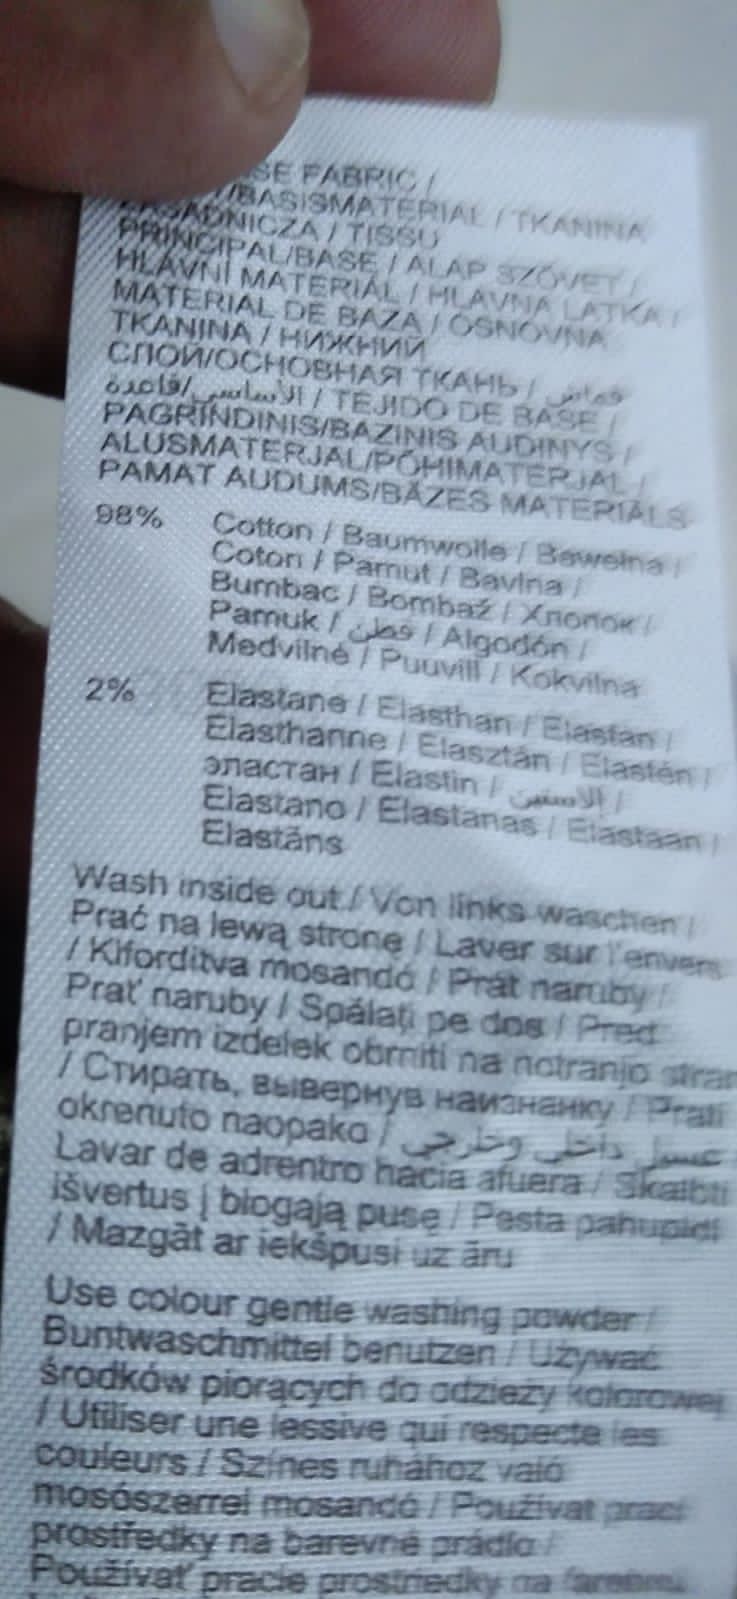 SE FABRIC /
/BASISMATERIAL / TKANINA
ZASADNICZA / TISSU
PRINCIPAL/BASE / ALAP SZÖVET /
HLAVNÍ MATERIÁL / HLAVNA LATKA /
MATERIAL DE BAZA / OSNOVNA
TKANINA / НИЖНИЙ
СЛОЙ/ОСНОВНАЯ ТКАНЬ / قماش
الأساسي/قاعدة / TEJIDO DE BASE /
PAGRINDINIS/BAZINIS AUDINYS /
ALUSMATERJAL/PÕHIMATERJAL /
PAMAT AUDUMS/BĀZES MATERIĀLS
98% Cotton / Baumwolle / Bawełna /
Coton / Pamut / Bavlna /
Bumbac / Bombaž / Хлопок /
Pamuk / قطن / Algodón /
Medvilnė / Puuvill / Kokvilna
2% Elastane / Elasthan / Elastan /
Elasthanne / Elasztán / Elastén /
эластан / Elastin / الاستين /
Elastano / Elastanas / Elastaan /
Elastāns
Wash inside out / Von links waschen /
Prać na lewą stronę / Laver sur l'envers
/ Kifordítva mosandó / Prát naruby /
Prať naruby / Spălați pe dos / Pred
pranjem izdelek obrniti na notranjo stran
/ Стирать, вывернув наизнанку / Prati
okrenuto naopako / غسيل داخلي وخارجي /
Lavar de adrentro hacia afuera / Skalbti
išvertus į blogąją pusę / Pesta pahupidi
/ Mazgāt ar iekšpusi uz āru
Use colour gentle washing powder /
Buntwaschmittel benutzen / Używać
środków piorących do odzieży kolorowej
/ Utiliser une lessive qui respecte les
couleurs / Színes ruhához való
mosószerrel mosandó / Používat prací
prostředky na barevné prádlo /
Používať pracie prostriedky na farebnú